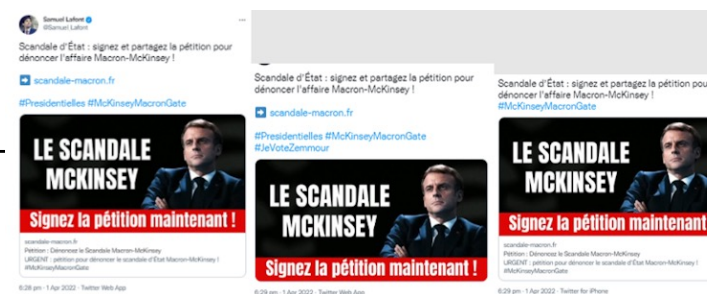 Samuel Lafont
@Samuel_Lafont
Scandale d'État : signez et partagez la pétition pour
dénoncer l'affaire Macron-McKinsey !
scandale-macron.fr
#Presidentielles #McKinseyMacronGate
LE SCANDALE
MCKINSEY
Signez la pétition maintenant !
scandale-macron.fr
Pétition : Dénoncez le Scandale Macron-McKinsey
URGENT : pétition pour dénoncer le scandale d'État Macron-McKinsey !
#McKinseyMacronGate
6:28 pm · 1 Apr 2022 · Twitter Web App
Scandale d'État : signez et partagez la pétition pour
dénoncer l'affaire Macron-McKinsey !
scandale-macron.fr
#Presidentielles #McKinseyMacronGate
#JeVoteZemmour
LE SCANDALE
MCKINSEY
Signez la pétition maintenant !
6:29 pm · 1 Apr 2022 · Twitter Web App
Scandale d'État : signez et partagez la pétition pou
dénoncer l'affaire Macron-McKinsey !
#McKinseyMacronGate
LE SCANDALE
MCKINSEY
Signez la pétition maintenant
scandale-macron.fr
Pétition : Dénoncez le Scandale Macron-McKinsey
URGENT : pétition pour dénoncer le scandale d'État Macron-McKinsey !
#McKinseyMacronGate
6:29 pm · 1 Apr 2022 · Twitter for iPhone